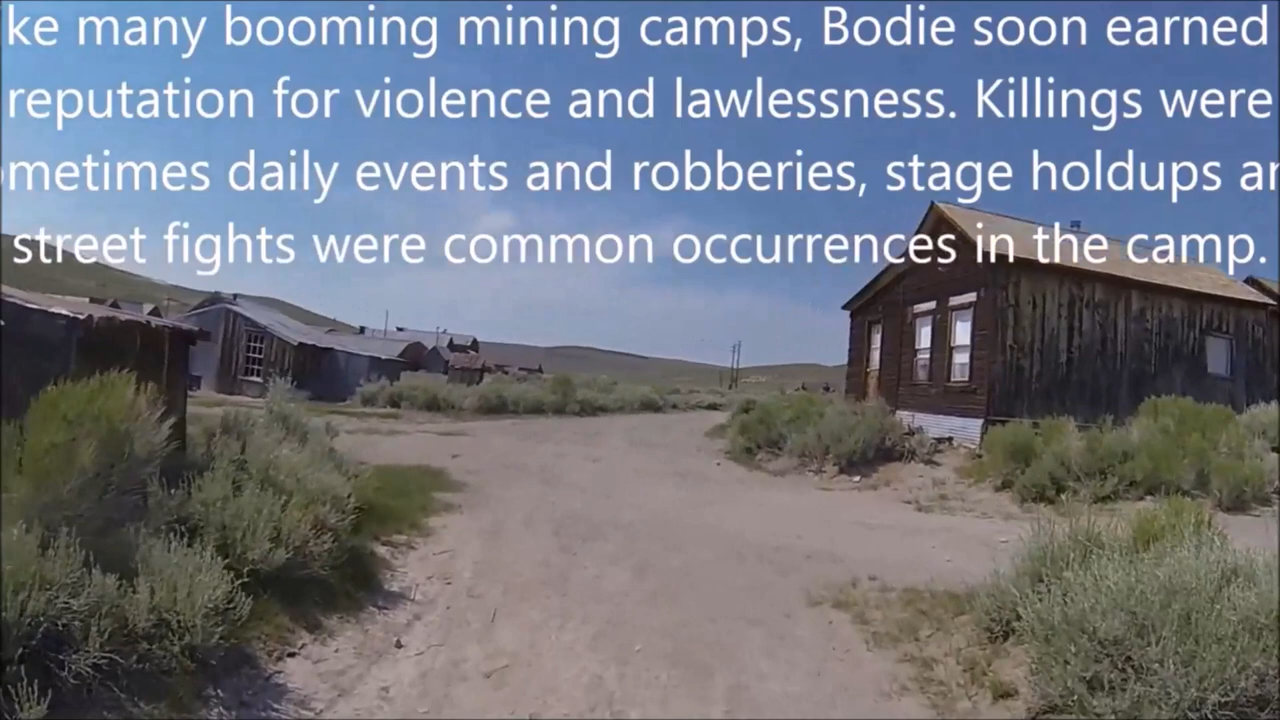 ke many booming mining camps, Bodie soon earned
reputation for violence and lawlessness. Killings were
metimes daily events and robberies, stage holdups ar
street fights were common occurrences in the camp.